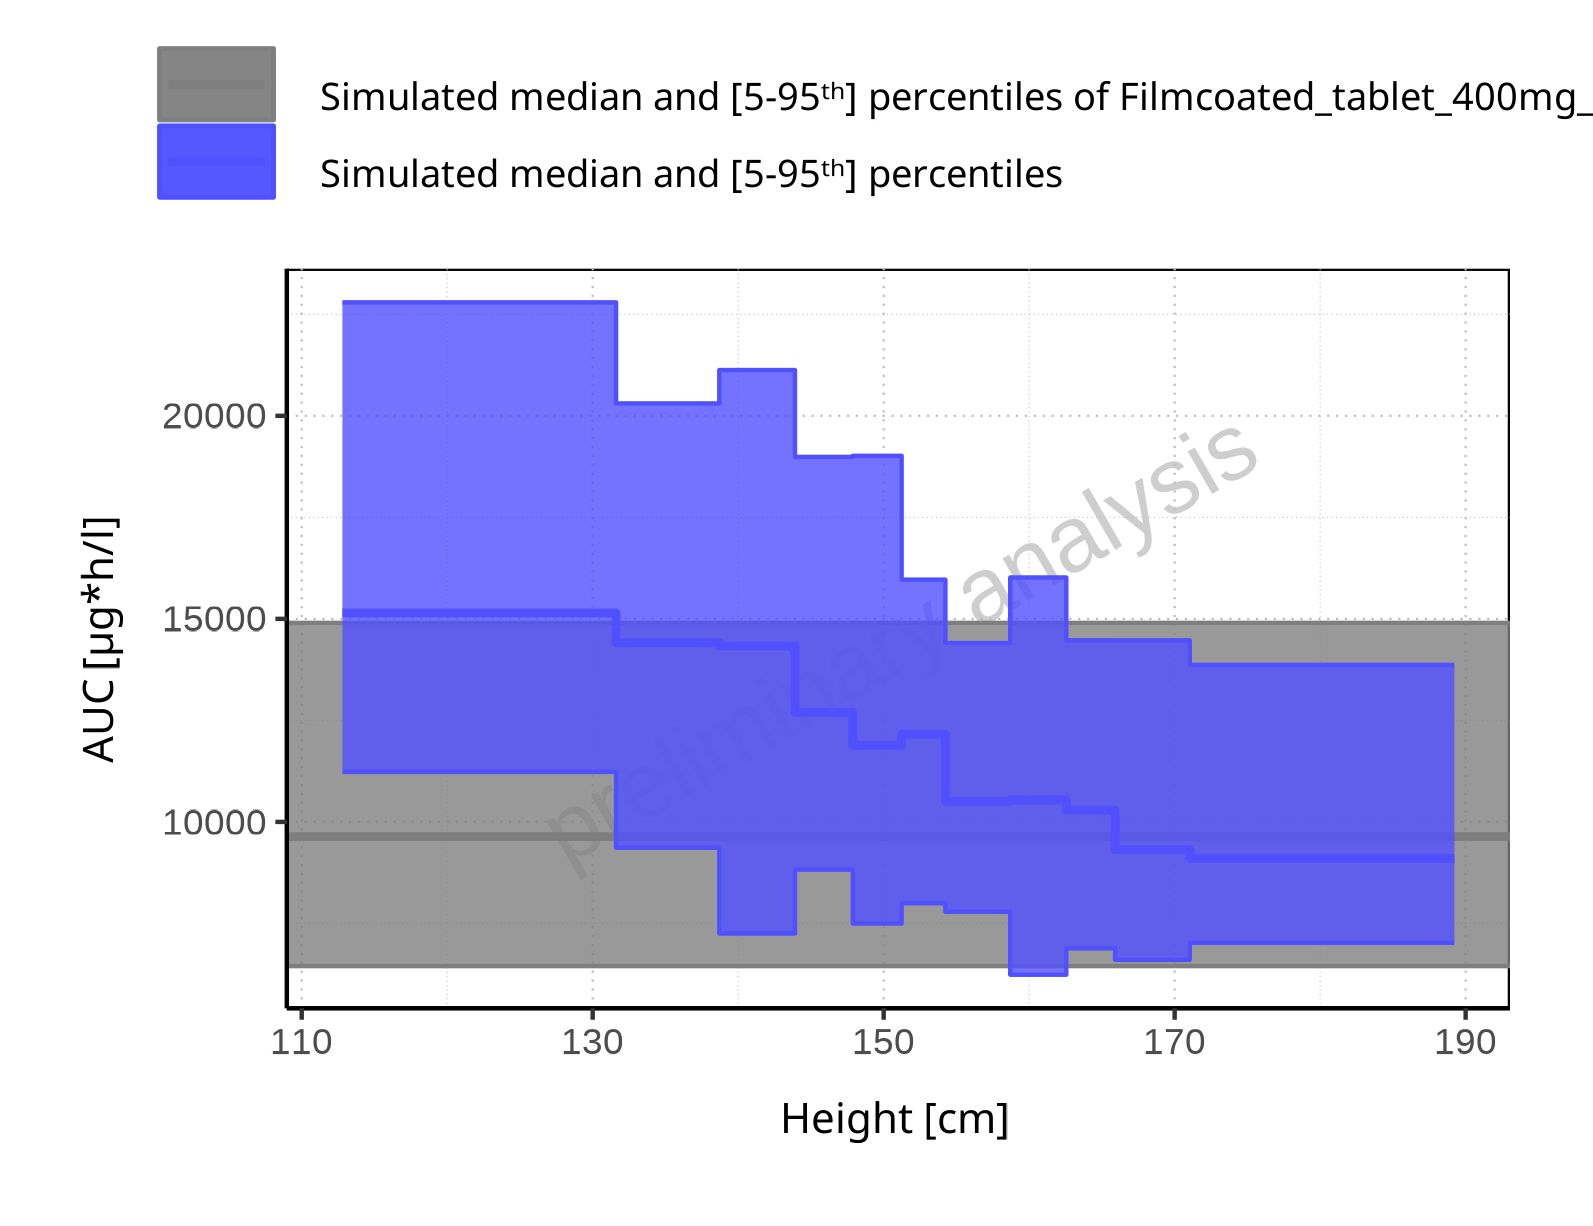 Simulated median and [5-95ᵗʰ] percentiles of Filmcoated_tablet_400mg_
Simulated median and [5-95ᵗʰ] percentiles
AUC [µg*h/l]
20000
15000
10000
preliminary analysis
110 130 150 170 190
Height [cm]